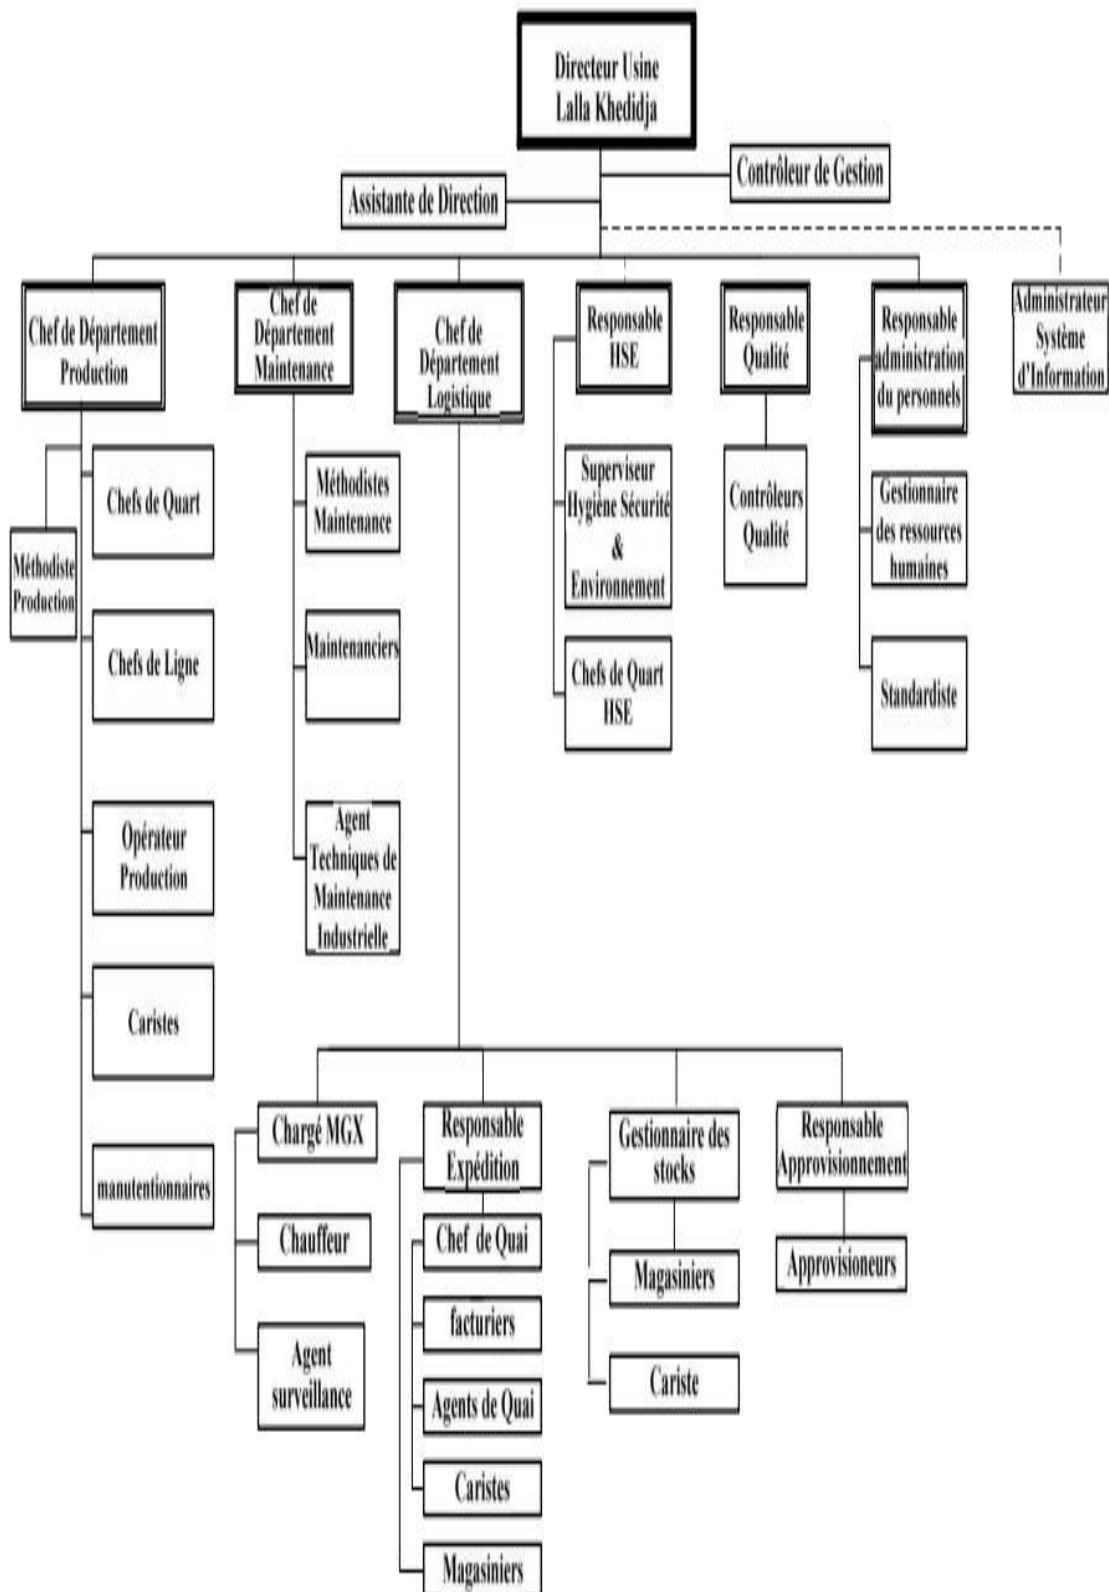 Directeur Usine
Lalla Khedidja
Contrôleur de Gestion
Assistante de Direction
Chef de Département
Production
Chef de
Département
Maintenance
Chef de
Département
Logistique
Responsable
HSE
Responsable
Qualité
Responsable
administration
du personnels
Administrateur
Système
d'Information
Chefs de Quart
Méthodiste
Production
Chefs de Ligne
Opérateur
Production
Caristes
manutentionnaires
Méthodistes
Maintenance
Maintenanciers
Agent
Techniques de
Maintenance
Industrielle
Superviseur
Hygiène Sécurité
&
Environnement
Chefs de Quart
HSE
Contrôleurs
Qualité
Gestionnaire
des ressources
humaines
Standardiste
Chargé MGX
Chauffeur
Agent
surveillance
Responsable
Expédition
Chef de Quai
facturiers
Agents de Quai
Caristes
Magasiniers
Gestionnaire des
stocks
Magasiniers
Cariste
Responsable
Approvisionnement
Approvisioneurs